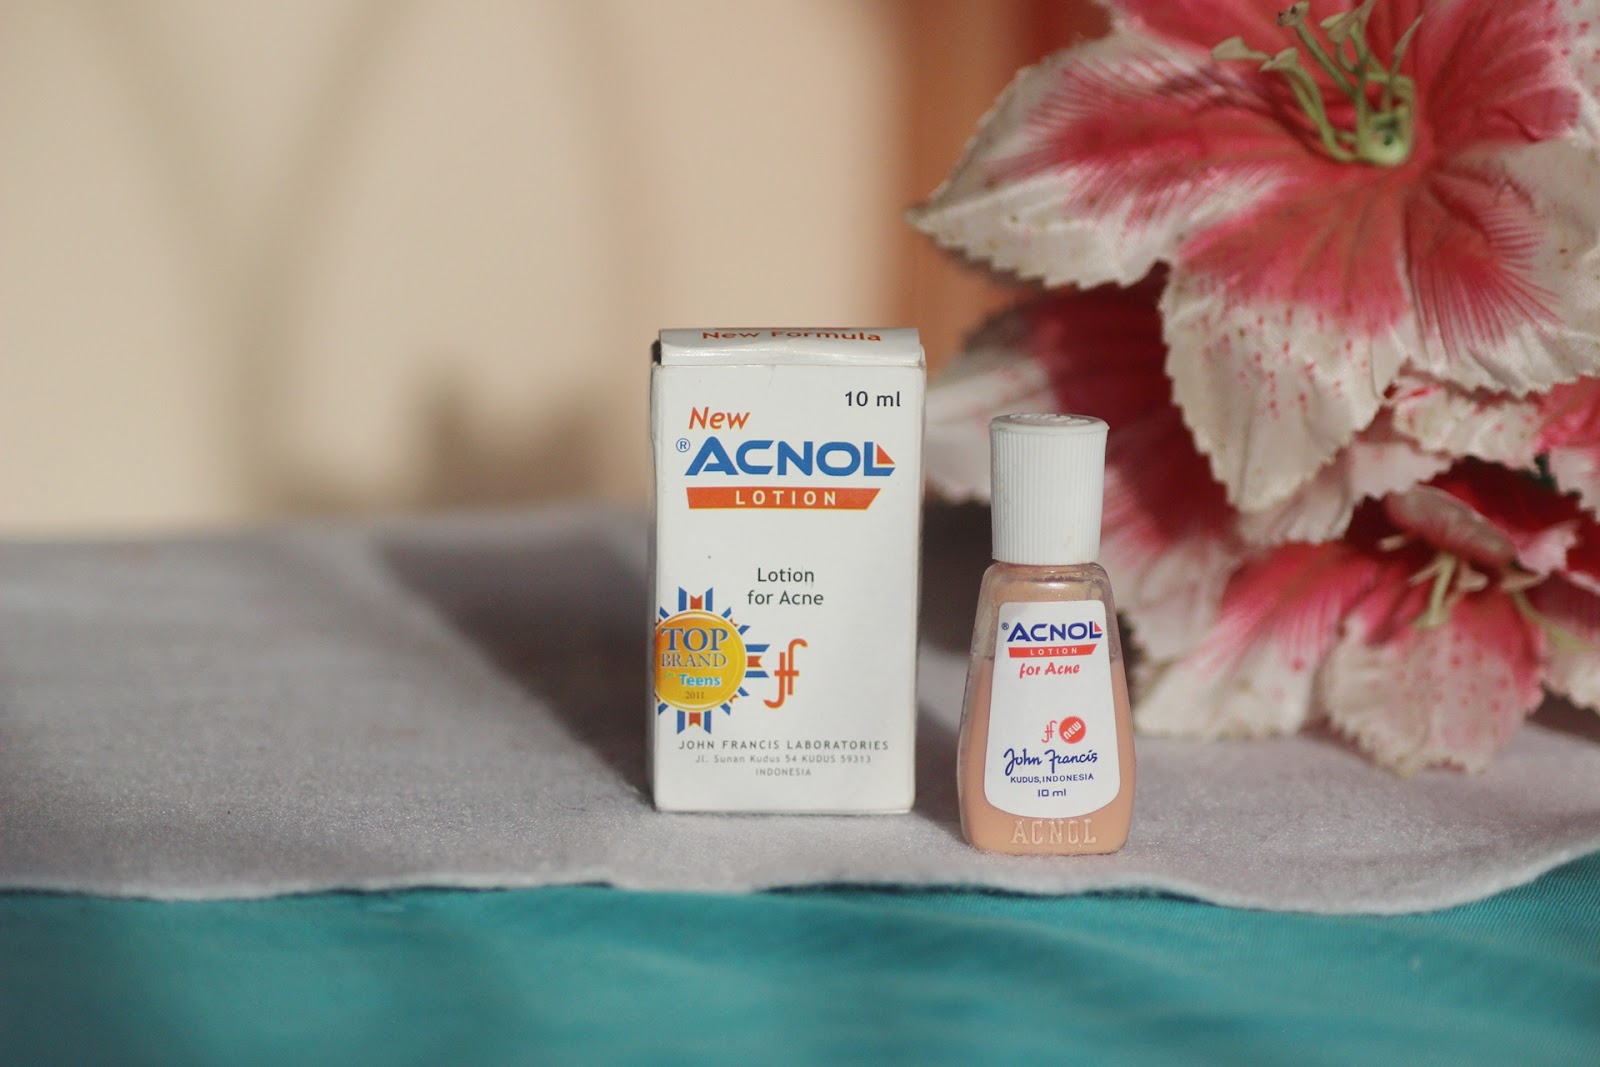 New Formula
10 ml
New
® ACNOL
LOTION
Lotion
for Acne
TOP
BRAND
for Teens
2011
JOHN FRANCIS LABORATORIES
Jl. Sunan Kudus 54 KUDUS 59313
INDONESIA
® ACNOL
LOTION
for Acne
NEW
John Francis
KUDUS, INDONESIA
10 ml
ACNOL